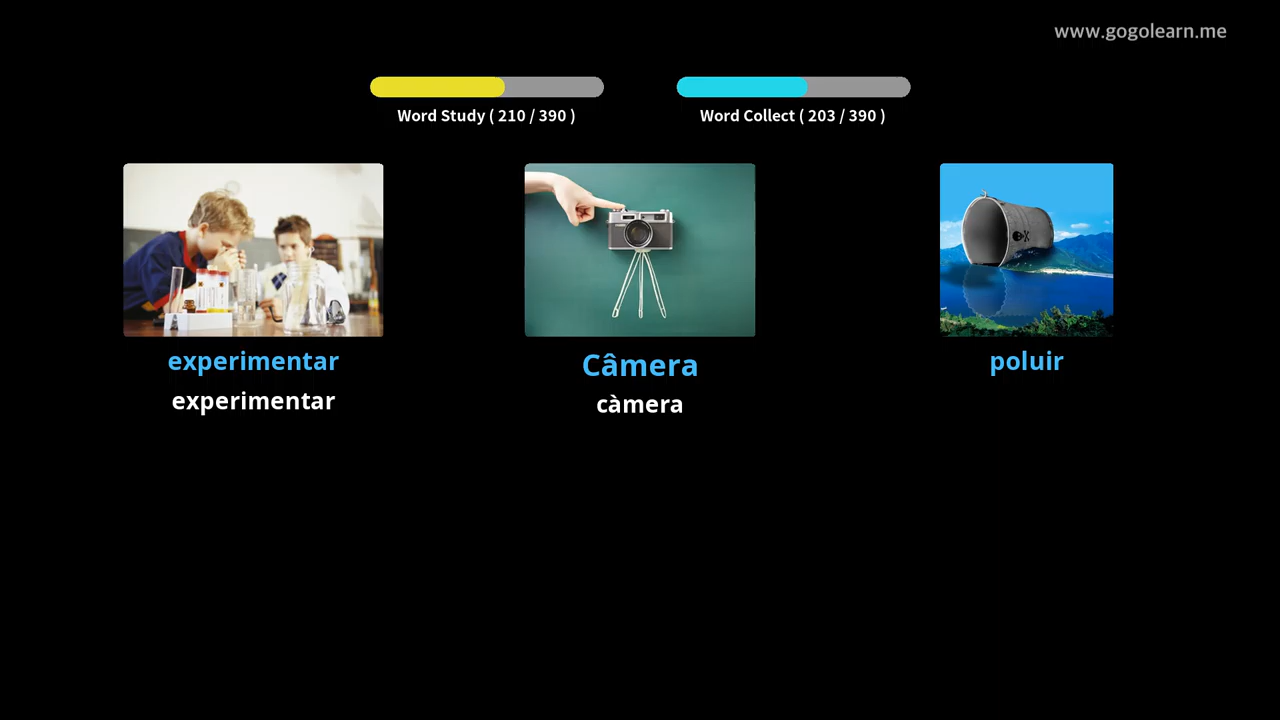 www.gogolearn.me
Word Study ( 210 / 390 )
Word Collect ( 203 / 390 )
experimentar
Câmera
poluir
experimentar
càmera